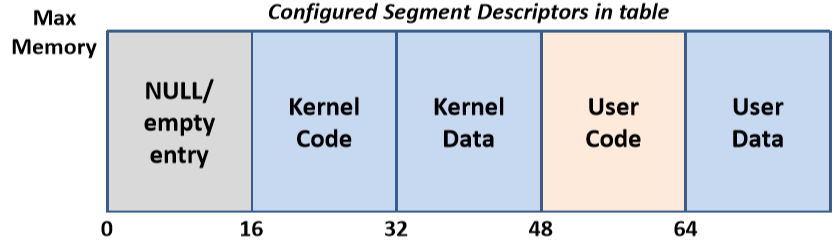 Configured Segment Descriptors in table
Max
Memory
NULL/
empty
entry
Kernel
Code
Kernel
Data
User
Code
User
Data
0 16 32 48 64